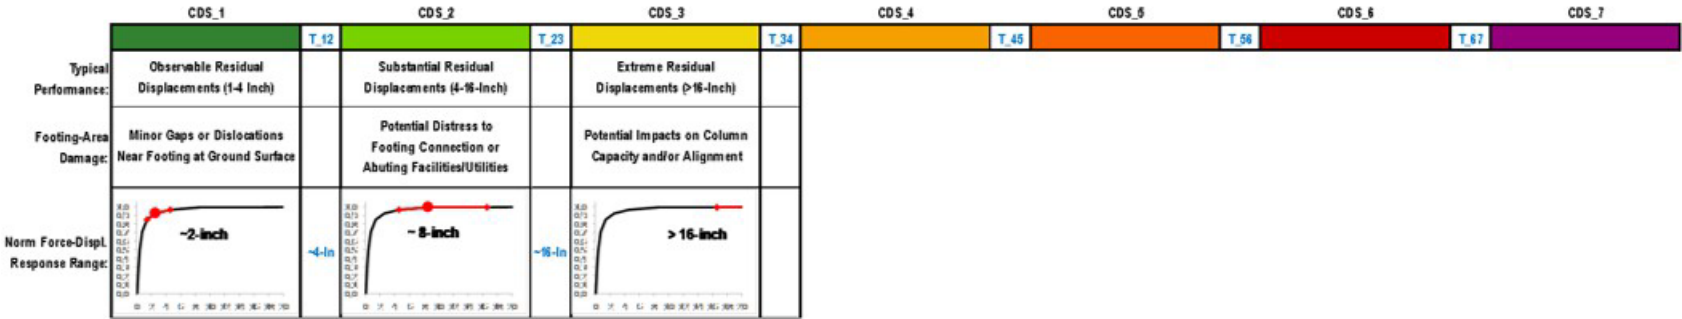 CDS_1 CDS_2 CDS_3 CDS_4 CDS_5 CDS_6 CDS_7
T_12 T_23 T_34 T_45 T_56 T_67
Typical
Performance:
Observable Residual
Displacements (1-4 Inch)
Substantial Residual
Displacements (4-16-Inch)
Extreme Residual
Displacements (>16-Inch)
Footing-Area
Damage:
Minor Gaps or Dislocations
Near Footing at Ground Surface
Potential Distress to
Footing Connection or
Abutting Facilities/Utilities
Potential Impacts on Column
Capacity and/or Alignment
Norm Force-Displ.
Response Range:
~2-inch
~4-In
~ 8-inch
~16-In
> 16-inch